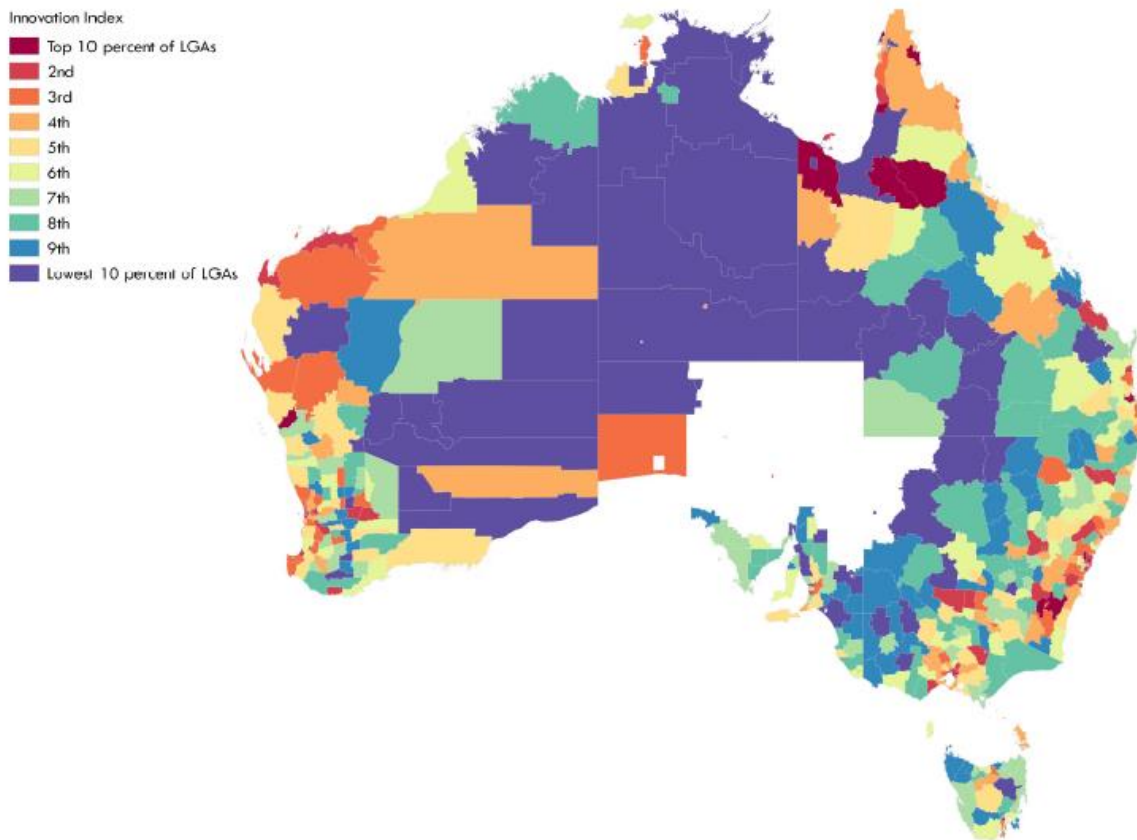 Innovation Index
Top 10 percent of LGAs
2nd
3rd
4th
5th
6th
7th
8th
9th
Lowest 10 percent of LGAs